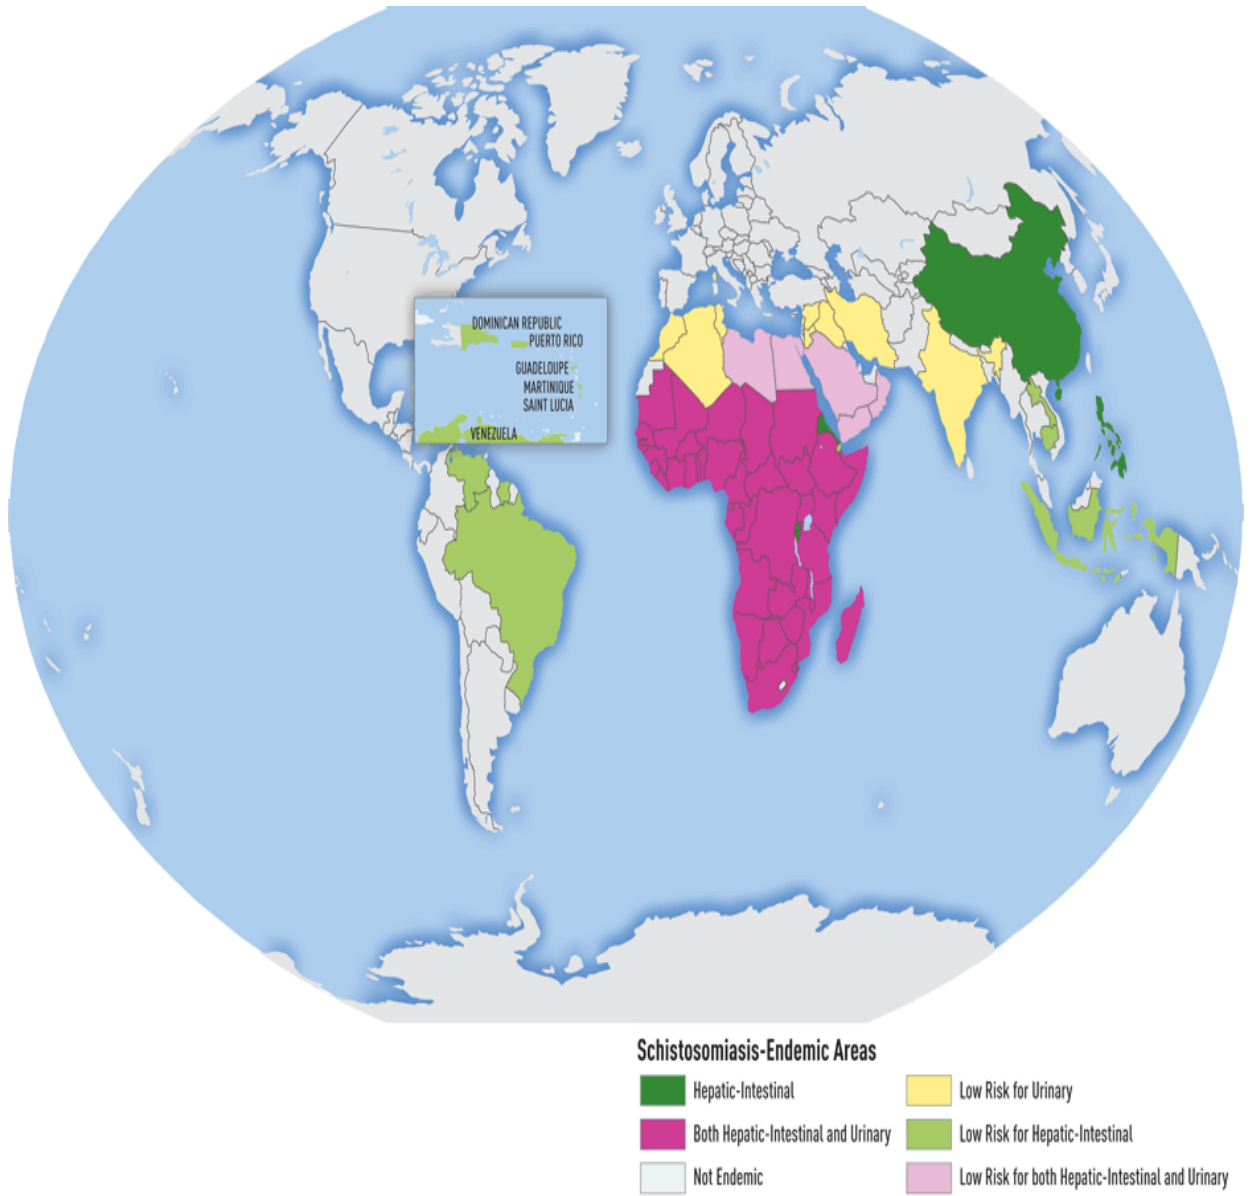 DOMINICAN REPUBLIC
PUERTO RICO
GUADELOUPE
MARTINIQUE
SAINT LUCIA
VENEZUELA
Schistosomiasis-Endemic Areas
Hepatic-Intestinal
Low Risk for Urinary
Both Hepatic-Intestinal and Urinary
Low Risk for Hepatic-Intestinal
Not Endemic
Low Risk for both Hepatic-Intestinal and Urinary